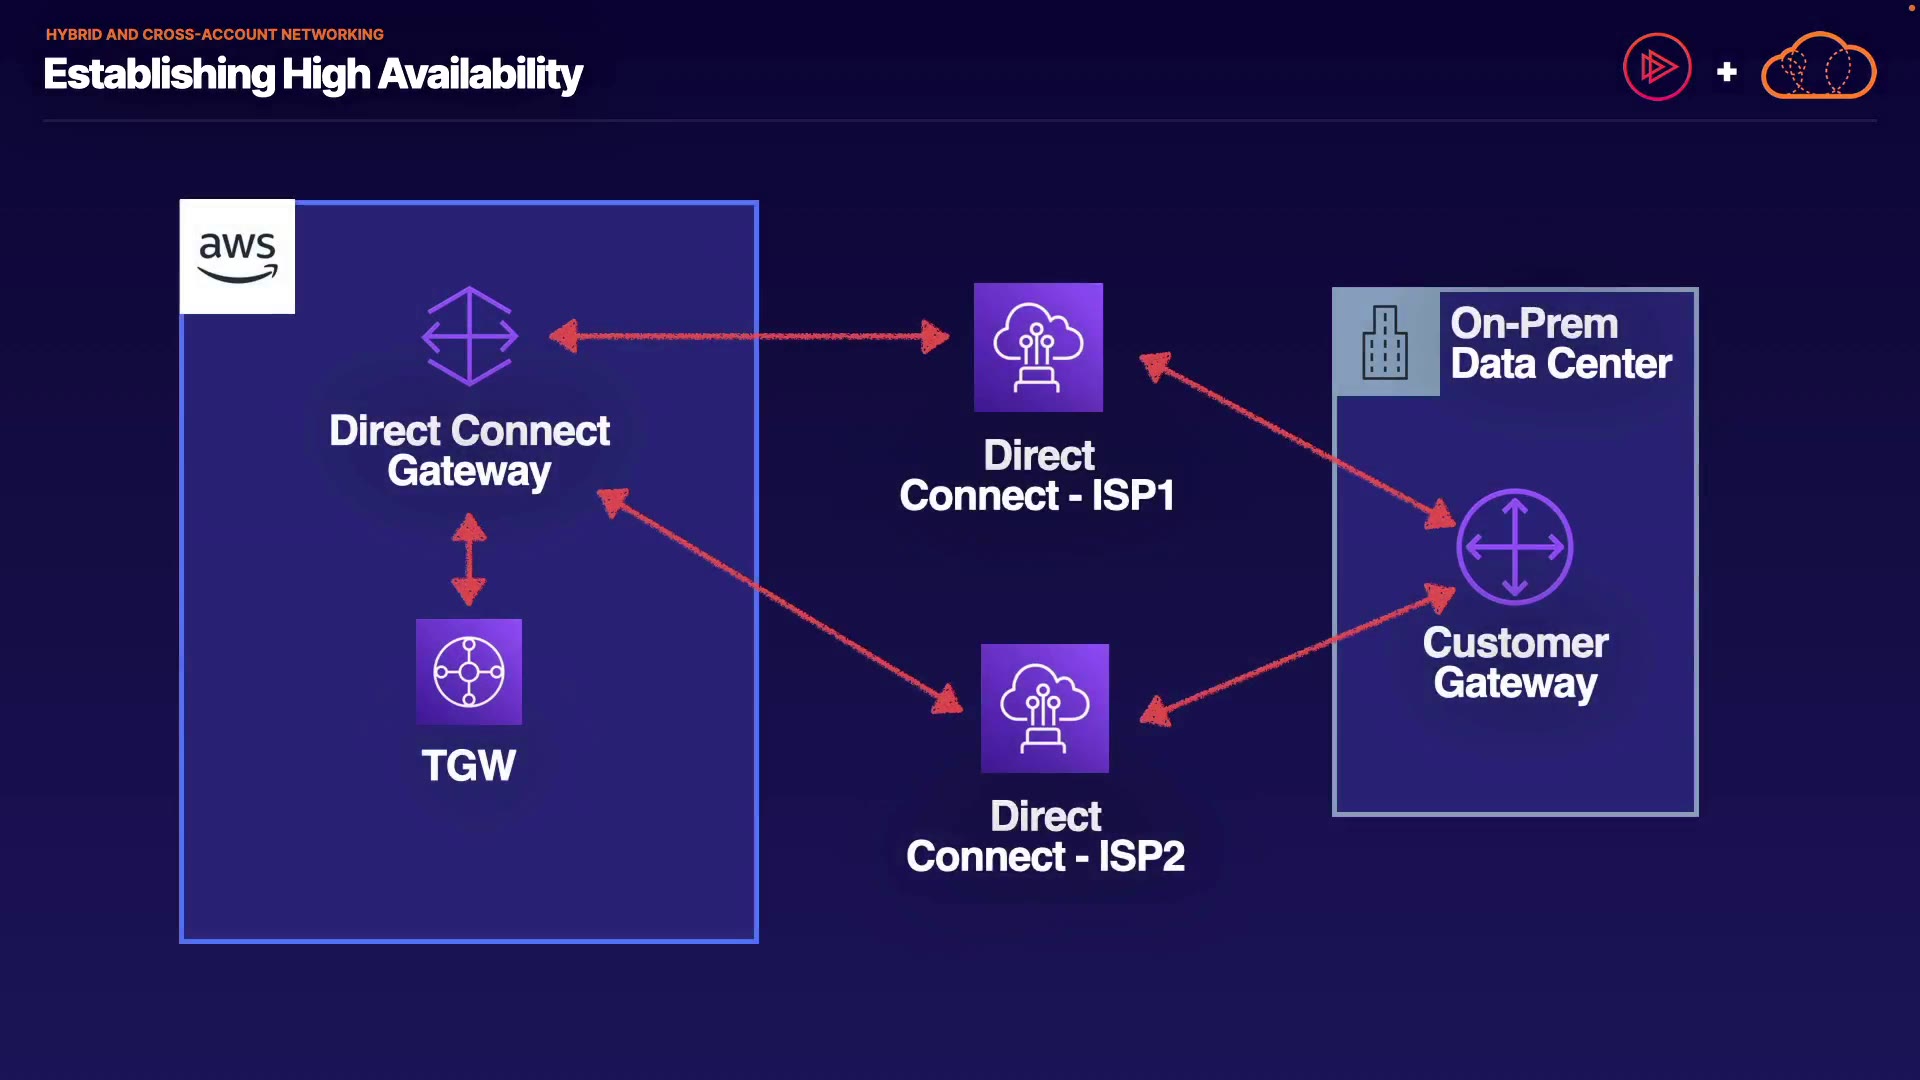 HYBRID AND CROSS-ACCOUNT NETWORKING
Establishing High Availability
+
aws
Direct Connect
Gateway
TGW
Direct
Connect - ISP1
Direct
Connect - ISP2
On-Prem
Data Center
Customer
Gateway